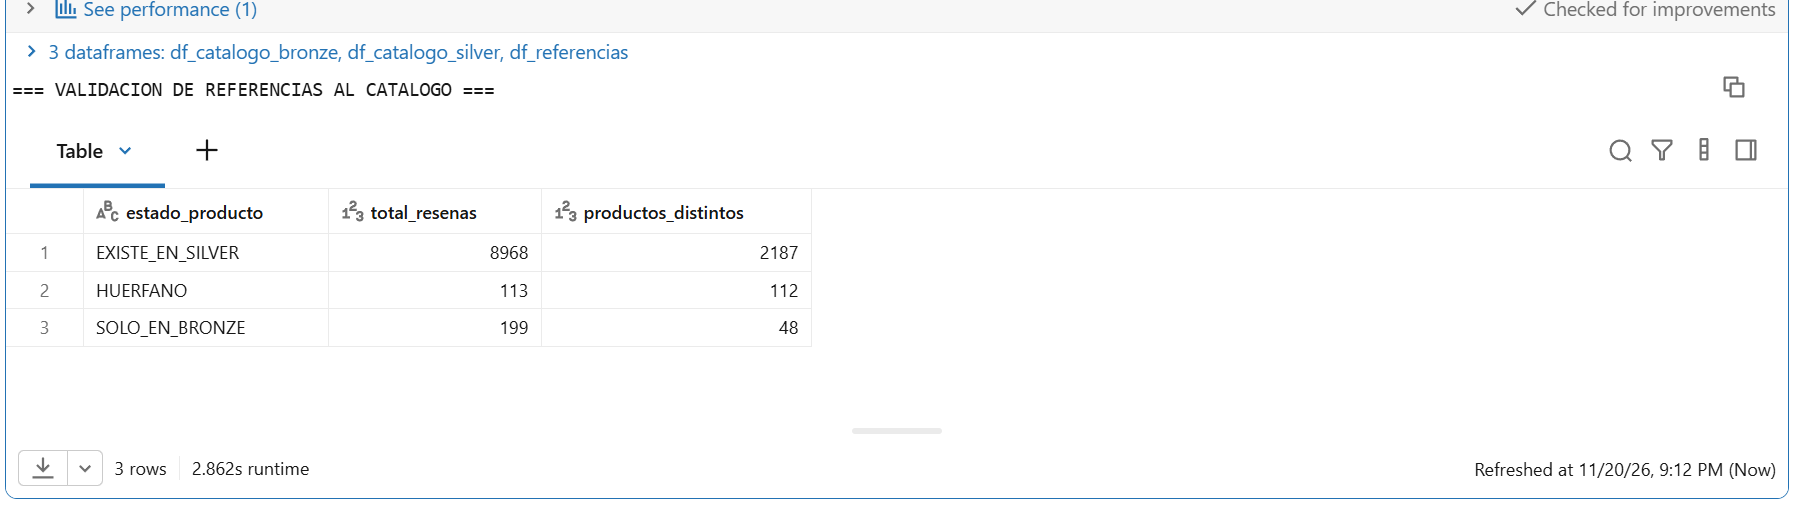 See performance (1)
Checked for improvements
3 dataframes: df_catalogo_bronze, df_catalogo_silver, df_referencias
=== VALIDACION DE REFERENCIAS AL CATALOGO ===
Table
estado_producto total_resenas productos_distintos
1 EXISTE_EN_SILVER 8968 2187
2 HUERFANO 113 112
3 SOLO_EN_BRONZE 199 48
3 rows 2.862s runtime
Refreshed at 11/20/26, 9:12 PM (Now)